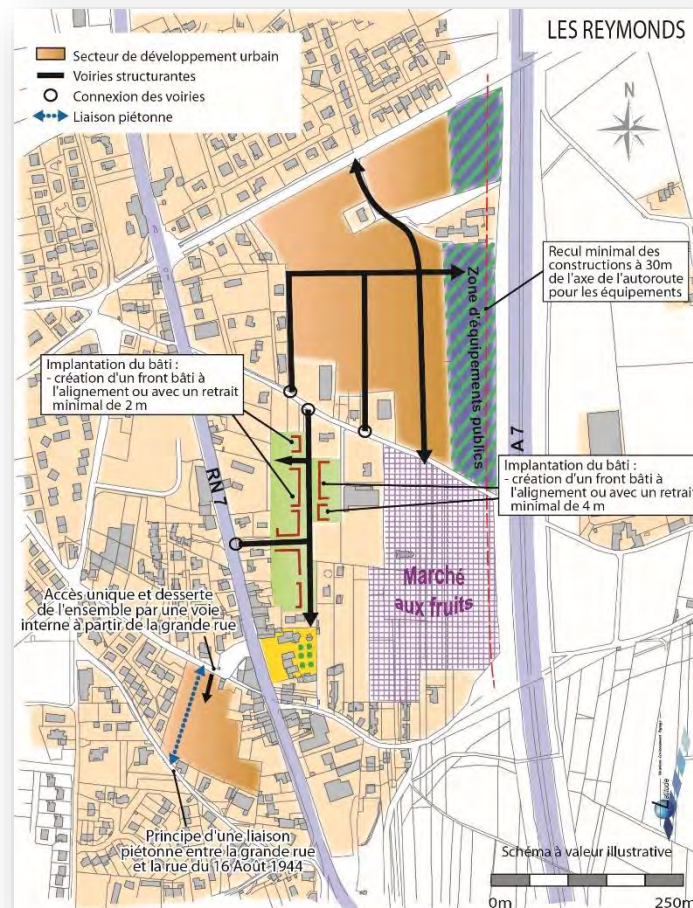 LES REYMONDS
Secteur de développement urbain
Voiries structurantes
Connexion des voiries
Liaison piétonne
N
Recul minimal des
constructions à 30m
de l'axe de l'autoroute
pour les équipements
Zone d'équipements publics
Implantation du bâti :
- création d'un front bâti à
l'alignement ou avec un retrait
minimal de 2 m
A 7
RN 7
Implantation du bâti :
- création d'un front bâti à
l'alignement ou avec un retrait
minimal de 4 m
Marché
aux fruits
Accès unique et desserte
de l'ensemble par une voie
interne à partir de la grande rue
Principe d'une liaison
piétonne entre la grande rue
et la rue du 16 Août 1944
Schéma à valeur illustrative
0m
250m